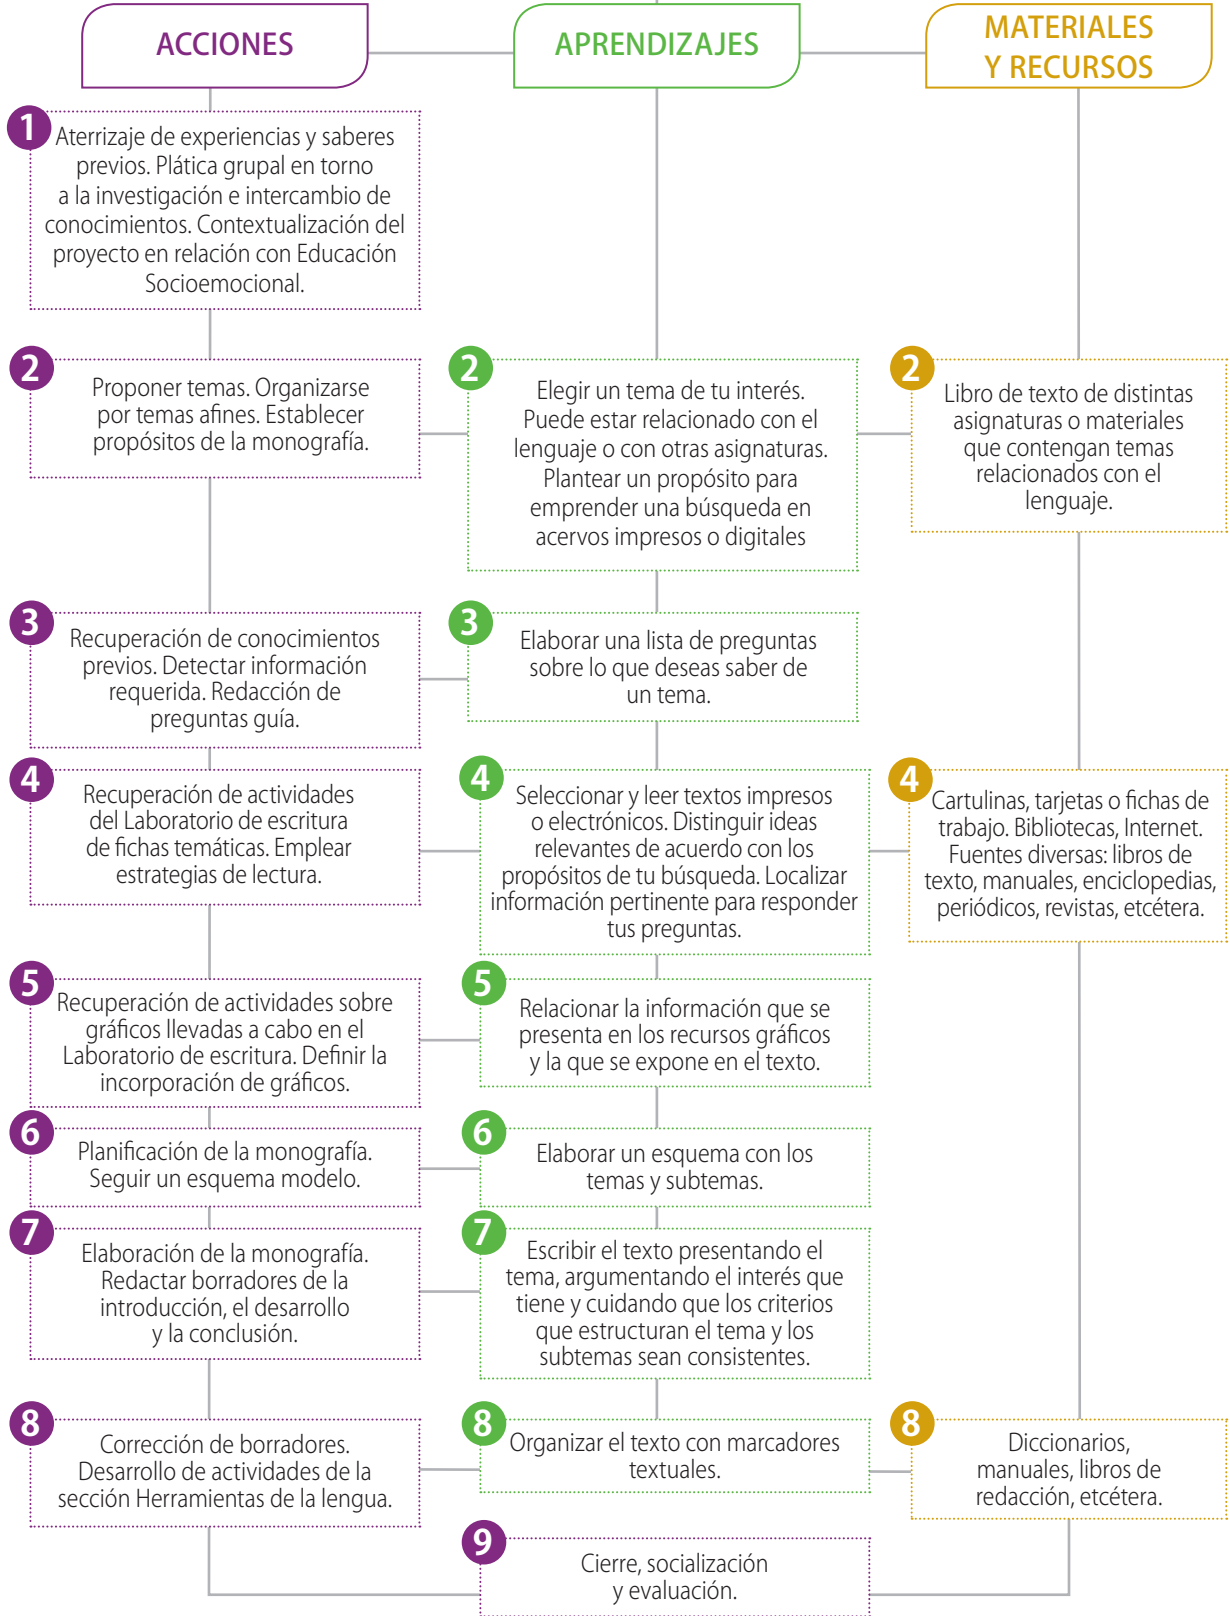 ACCIONES
APRENDIZAJES
MATERIALES
Y RECURSOS
1
Aterrizaje de experiencias y saberes
previos. Plática grupal en torno
a la investigación e intercambio de
conocimientos. Contextualización del
proyecto en relación con Educación
Socioemocional.
2
Proponer temas. Organizarse
por temas afines. Establecer
propósitos de la monografía.
2
Elegir un tema de tu interés.
Puede estar relacionado con el
lenguaje o con otras asignaturas.
Plantear un propósito para
emprender una búsqueda en
acervos impresos o digitales
2
Libro de texto de distintas
asignaturas o materiales
que contengan temas
relacionados con el
lenguaje.
3
Recuperación de conocimientos
previos. Detectar información
requerida. Redacción de
preguntas guía.
3
Elaborar una lista de preguntas
sobre lo que deseas saber de
un tema.
4
Recuperación de actividades
del Laboratorio de escritura
de fichas temáticas. Emplear
estrategias de lectura.
4
Seleccionar y leer textos impresos
o electrónicos. Distinguir ideas
relevantes de acuerdo con los
propósitos de tu búsqueda. Localizar
información pertinente para responder
tus preguntas.
4
Cartulinas, tarjetas o fichas de
trabajo. Bibliotecas, Internet.
Fuentes diversas: libros de
texto, manuales, enciclopedias,
periódicos, revistas, etcétera.
5
Recuperación de actividades sobre
gráficos llevadas a cabo en el
Laboratorio de escritura. Definir la
incorporación de gráficos.
5
Relacionar la información que se
presenta en los recursos gráficos
y la que se expone en el texto.
6
Planificación de la monografía.
Seguir un esquema modelo.
6
Elaborar un esquema con los
temas y subtemas.
7
Elaboración de la monografía.
Redactar borradores de la
introducción, el desarrollo
y la conclusión.
7
Escribir el texto presentando el
tema, argumentando el interés que
tiene y cuidando que los criterios
que estructuran el tema y los
subtemas sean consistentes.
8
Corrección de borradores.
Desarrollo de actividades de la
sección Herramientas de la lengua.
8
Organizar el texto con marcadores
textuales.
8
Diccionarios,
manuales, libros de
redacción, etcétera.
9
Cierre, socialización
y evaluación.